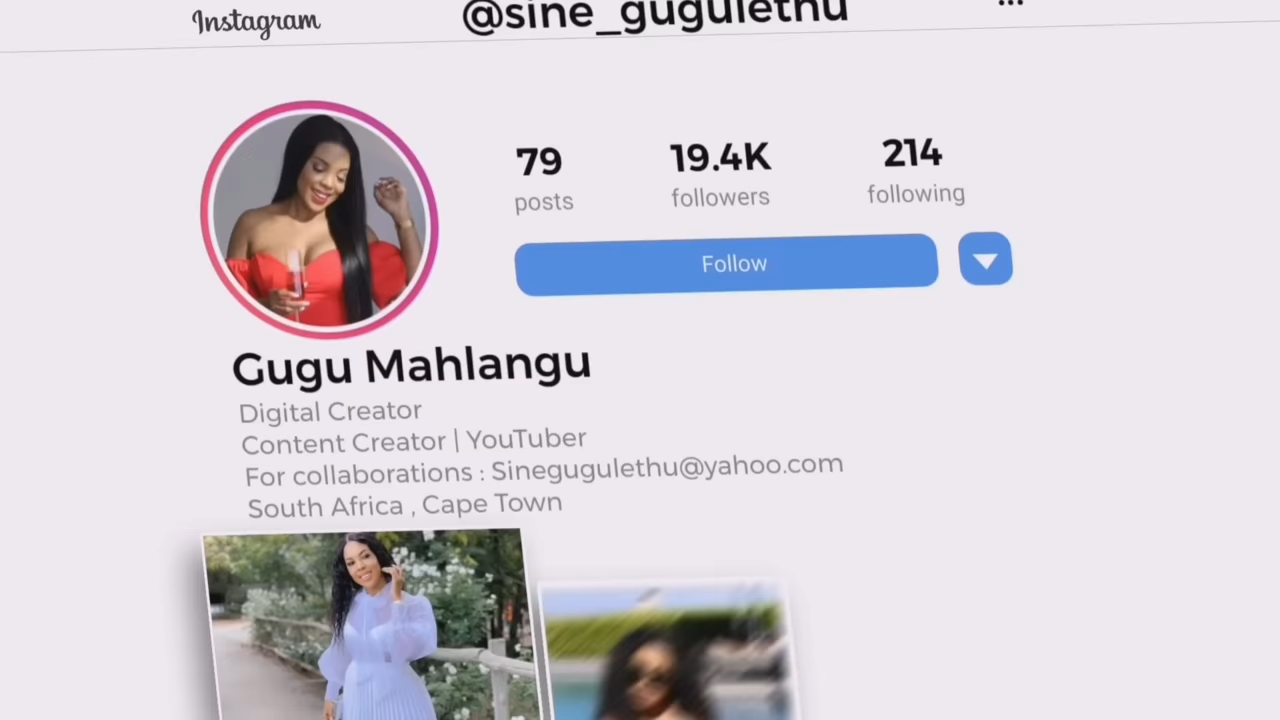 Instagram
@sine_gugulethu
...
79
posts
19.4K
followers
214
following
Follow
Gugu Mahlangu
Digital Creator
Content Creator | YouTuber
For collaborations : Sinegugulethu@yahoo.com
South Africa , Cape Town